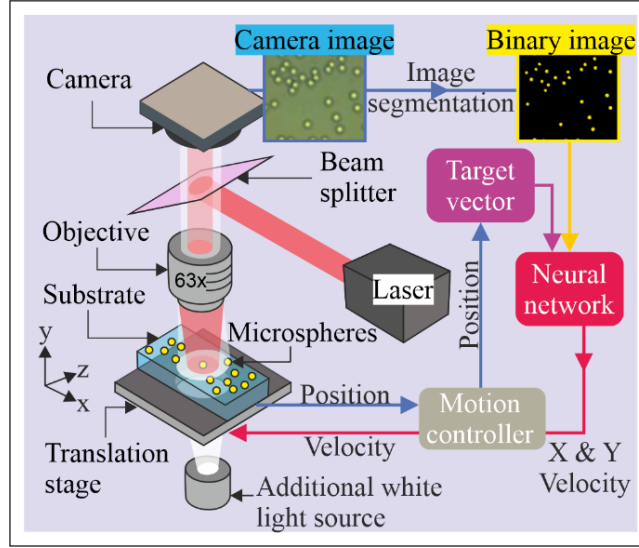 Camera image
Binary image
Camera
Image
segmentation
Beam
splitter
Target
vector
Objective
63x
Laser
Neural
network
Substrate
Microspheres
Position
y
z
x
Position
Motion
controller
Velocity
Translation
stage
X & Y
Velocity
Additional white
light source